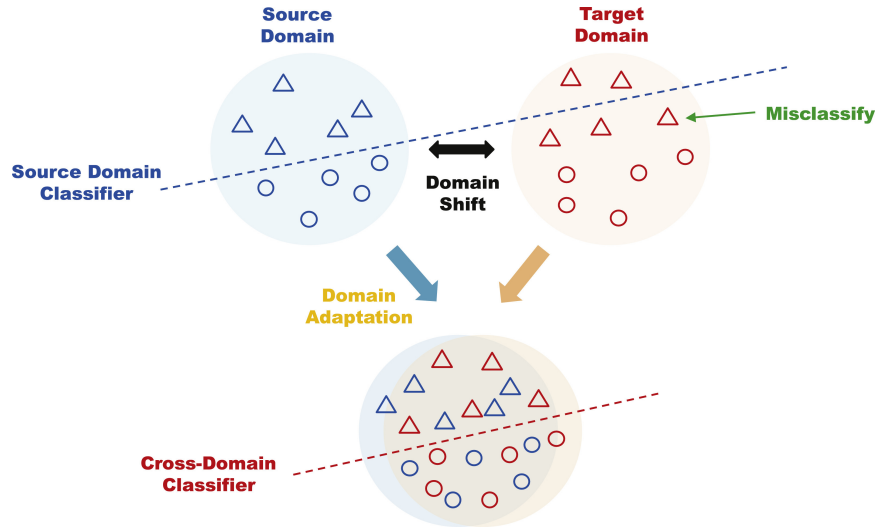 Source
Domain
Target
Domain
Misclassify
Source Domain
Classifier
Domain
Shift
Domain
Adaptation
Cross-Domain
Classifier